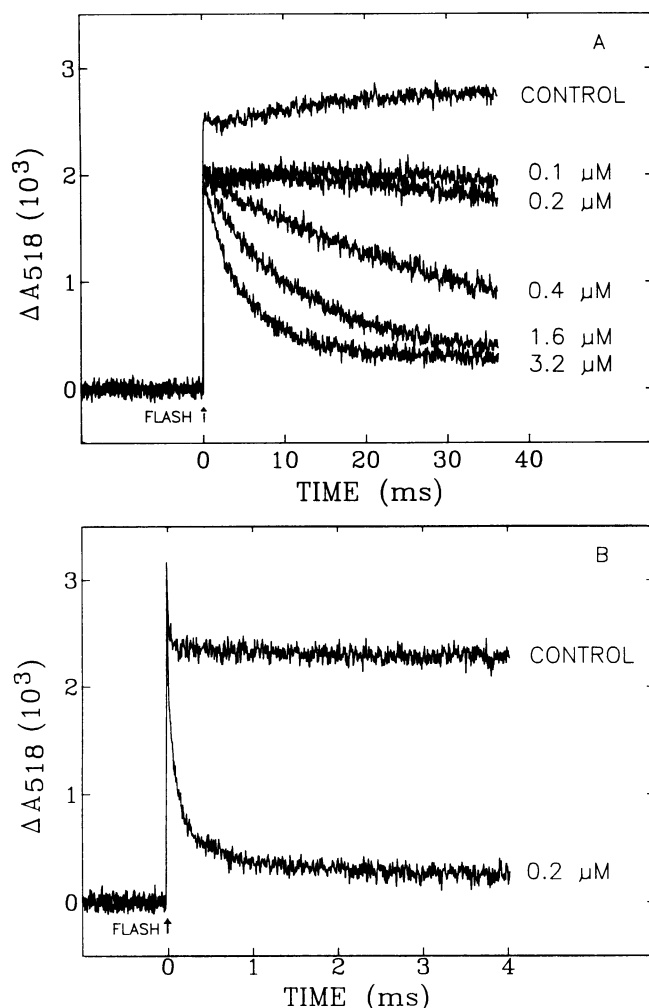 A
3
2
1
0
ΔA518 (10³)
CONTROL
0.1 µM
0.2 µM
0.4 µM
1.6 µM
3.2 µM
FLASH
0 10 20 30 40
TIME (ms)
B
3
2
1
0
ΔA518 (10³)
CONTROL
0.2 µM
FLASH
0 1 2 3 4
TIME (ms)